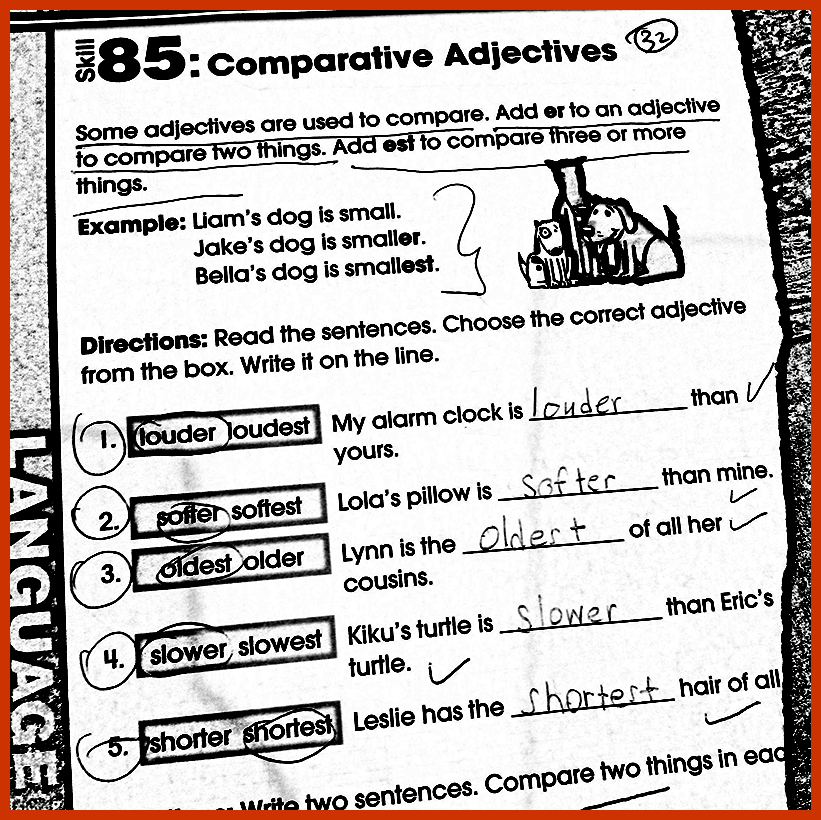 Skill 85: Comparative Adjectives 32
Some adjectives are used to compare. Add er to an adjective
to compare two things. Add est to compare three or more
things.
Example: Liam's dog is small.
Jake's dog is smaller.
Bella's dog is smallest.
Directions: Read the sentences. Choose the correct adjective
from the box. Write it on the line.
1. louder loudest My alarm clock is louder than
yours.
2. softer softest Lola's pillow is softer than mine.
3. oldest older Lynn is the oldest of all her
cousins.
4. slower slowest Kiku's turtle is slower than Eric's
turtle.
5. shorter shortest Leslie has the shortest hair of all
Write two sentences. Compare two things in
LANGUAGE